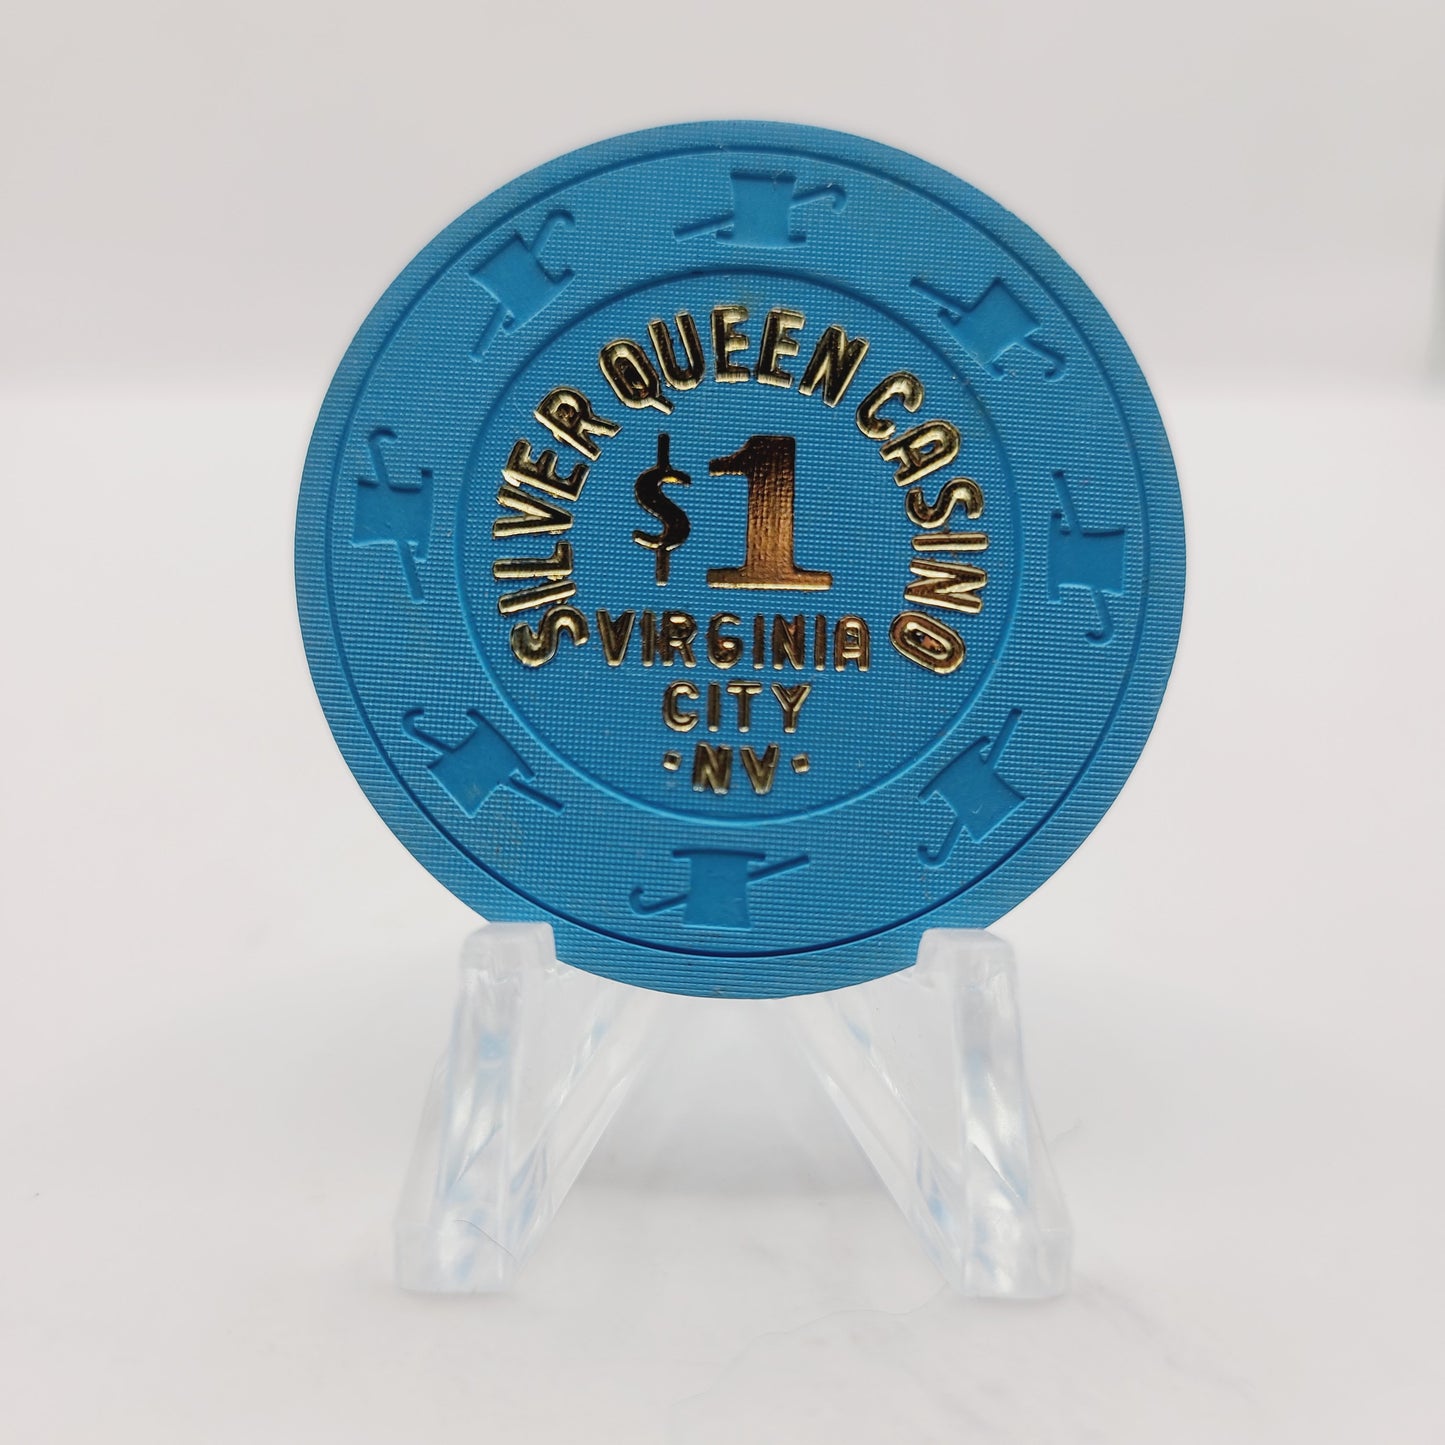 SILVER QUEEN CASINO
$1
VIRGINIA
CITY
·NV·